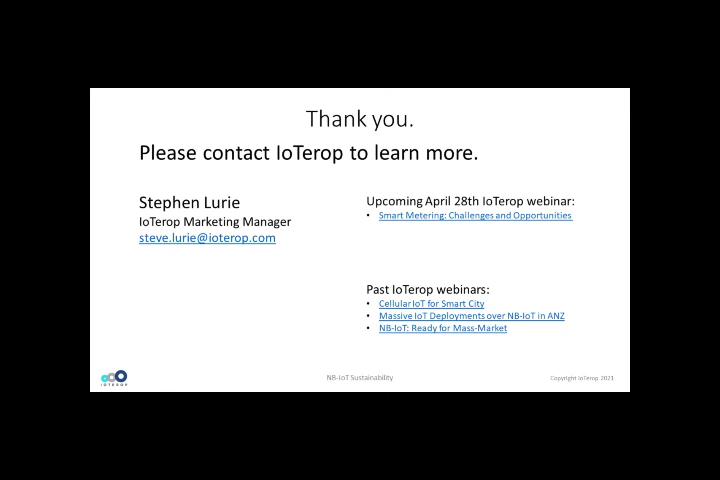 Thank you.
Please contact IoTerop to learn more.
Stephen Lurie
IoTerop Marketing Manager
steve.lurie@ioterop.com
Upcoming April 28th IoTerop webinar:
• Smart Metering: Challenges and Opportunities
Past IoTerop webinars:
• Cellular IoT for Smart City
• Massive IoT Deployments over NB-IoT in ANZ
• NB-IoT: Ready for Mass-Market
IOTEROP
NB-IoT Sustainability
Copyright IoTerop 2021